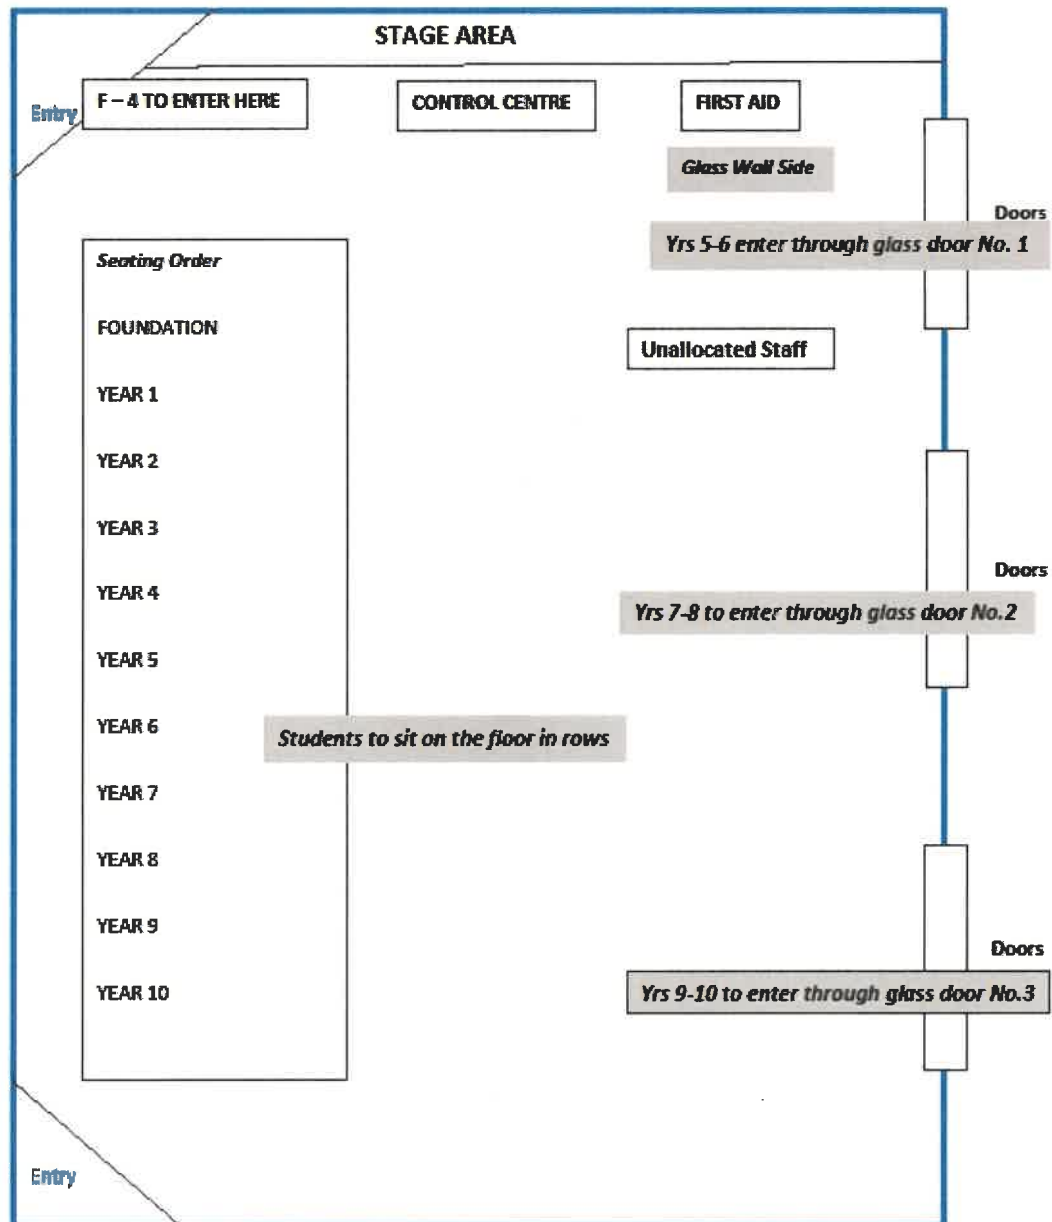 STAGE AREA
Entry
F – 4 TO ENTER HERE
CONTROL CENTRE
FIRST AID
Glass Wall Side
Doors
Yrs 5-6 enter through glass door No. 1
Seating Order
FOUNDATION
Unallocated Staff
YEAR 1
YEAR 2
YEAR 3
Doors
YEAR 4
Yrs 7-8 to enter through glass door No.2
YEAR 5
YEAR 6
Students to sit on the floor in rows
YEAR 7
YEAR 8
YEAR 9
Doors
YEAR 10
Yrs 9-10 to enter through glass door No.3
Entry